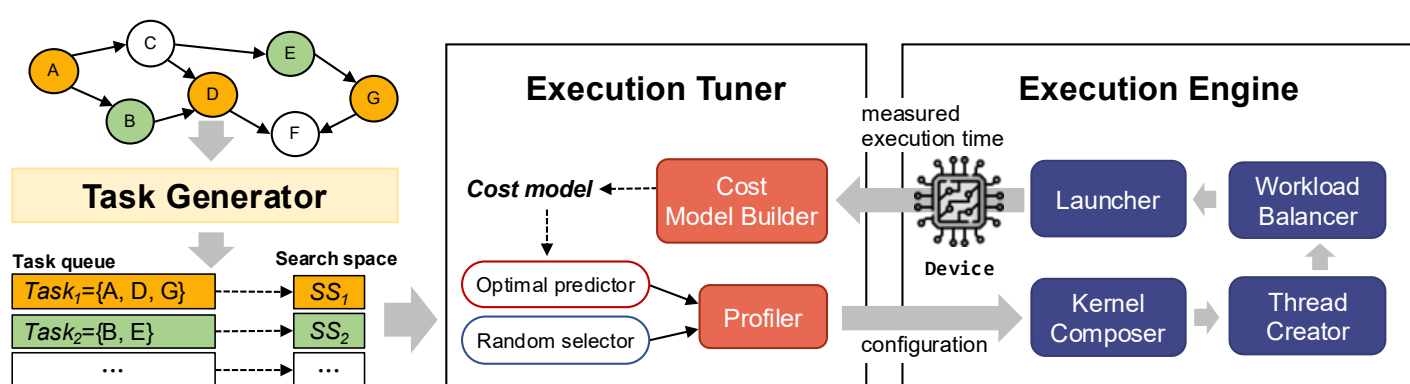 A
C
B
D
E
G
F
Task Generator
Task queue
Search space
Task1={A, D, G}
SS1
Task2={B, E}
SS2
...
...
Execution Tuner
Cost model
Cost
Model Builder
Optimal predictor
Random selector
Profiler
measured
execution time
configuration
Execution Engine
Device
Launcher
Workload
Balancer
Kernel
Composer
Thread
Creator